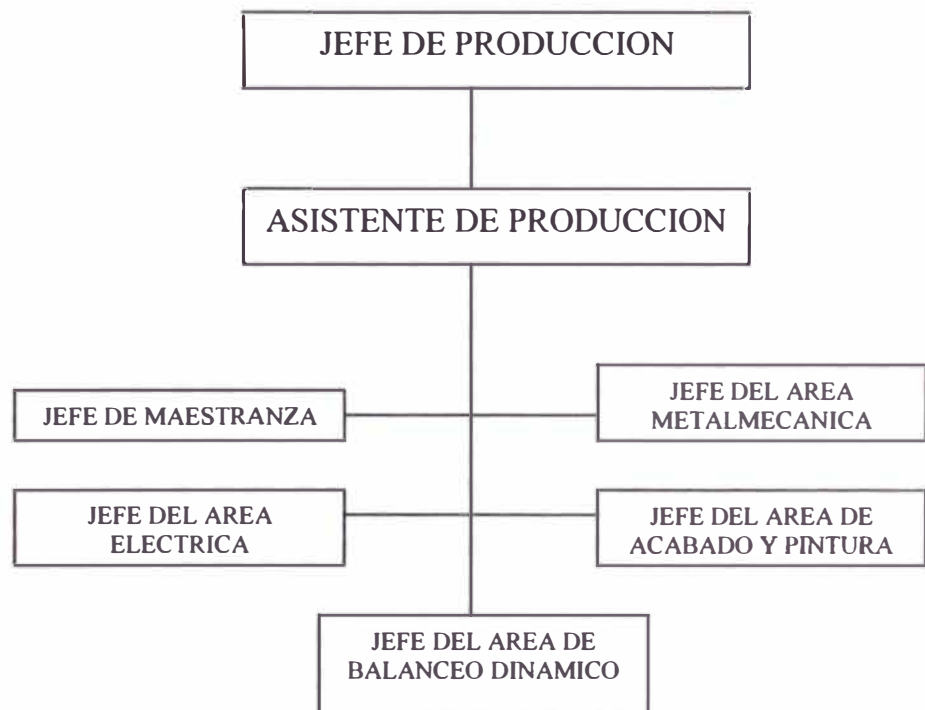 JEFE DE PRODUCCION
ASISTENTE DE PRODUCCION
JEFE DE MAESTRANZA
JEFE DEL AREA
METALMECANICA
JEFE DEL AREA
ELECTRICA
JEFE DEL AREA DE
ACABADO Y PINTURA
JEFE DEL AREA DE
BALANCEO DINAMICO